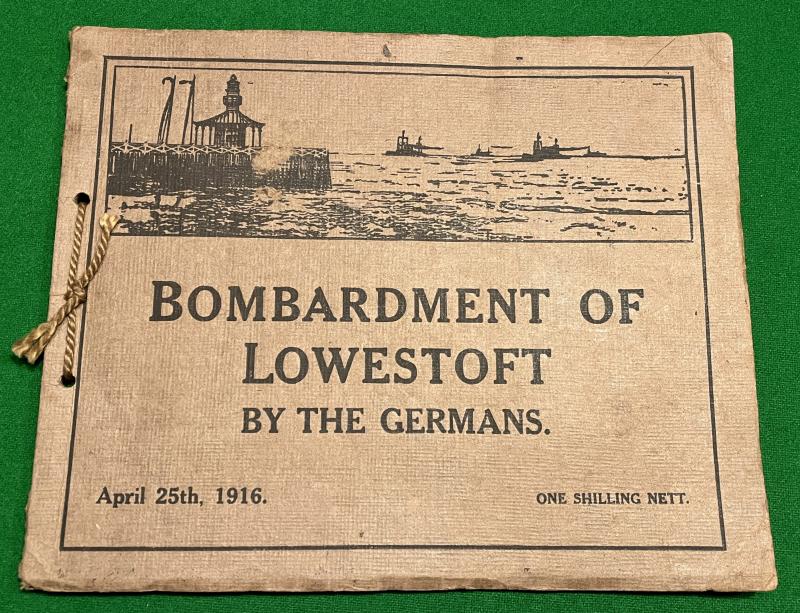 BOMBARDMENT OF
LOWESTOFT
BY THE GERMANS.
April 25th, 1916.
ONE SHILLING NETT.